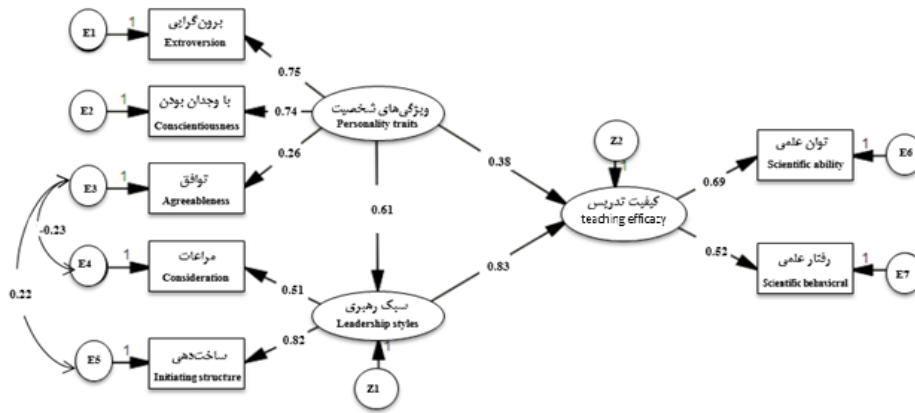 E1
1
برون‌گرایی
Extroversion
0.75
E2
1
با وجدان بودن
Conscientiousness
0.74
ویژگی‌های شخصیت
Personality traits
E3
1
توافق
Agreeableness
0.26
-0.23
0.22
E4
1
مراعات
Consideration
0.51
E5
1
ساخت‌دهی
Initiating structure
0.82
0.61
سبک رهبری
Leadership styles
1
Z1
0.38
0.83
Z2
1
کیفیت تدریس
teaching efficacy
0.69
توان علمی
Scientific ability
1
E6
0.52
رفتار علمی
Scientific behavicral
1
E7